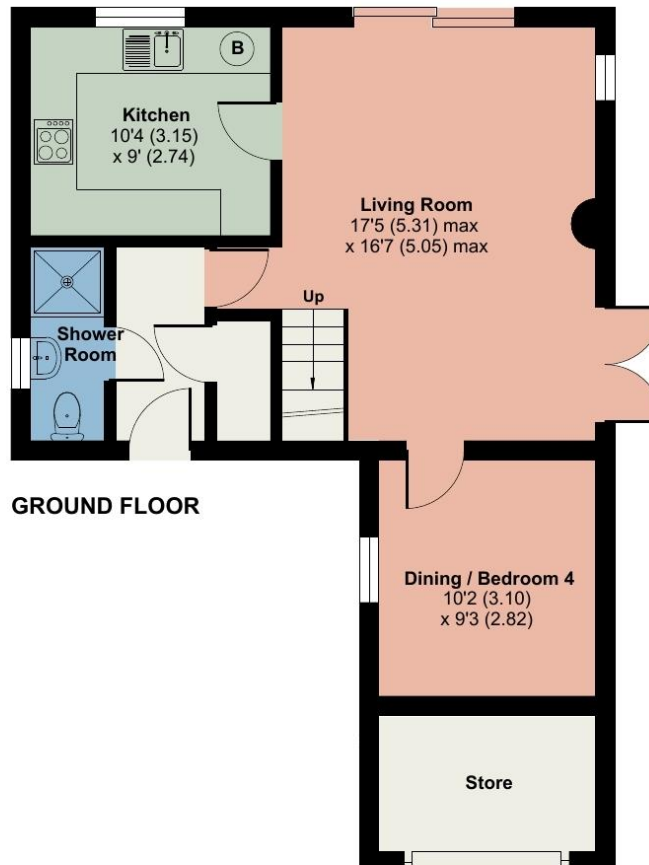 B
Kitchen
10'4 (3.15)
x 9' (2.74)
Living Room
17'5 (5.31) max
x 16'7 (5.05) max
Up
Shower
Room
GROUND FLOOR
Dining / Bedroom 4
10'2 (3.10)
x 9'3 (2.82)
Store